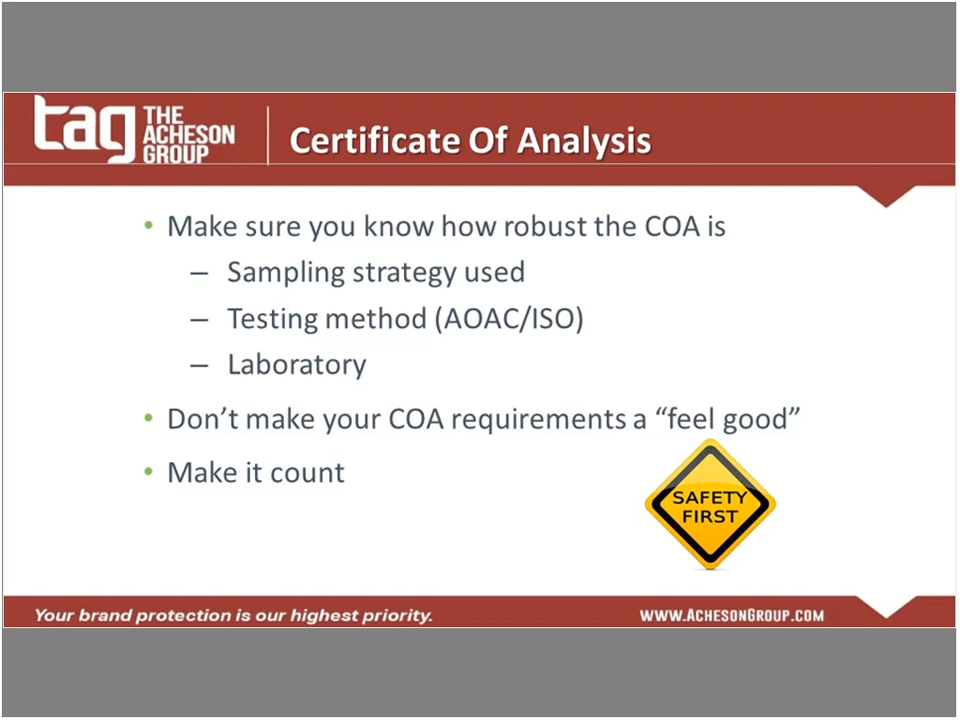 tag THE ACHESON GROUP
Certificate Of Analysis
• Make sure you know how robust the COA is
– Sampling strategy used
– Testing method (AOAC/ISO)
– Laboratory
• Don’t make your COA requirements a “feel good”
• Make it count
SAFETY
FIRST
Your brand protection is our highest priority.
WWW.ACHESONGROUP.COM